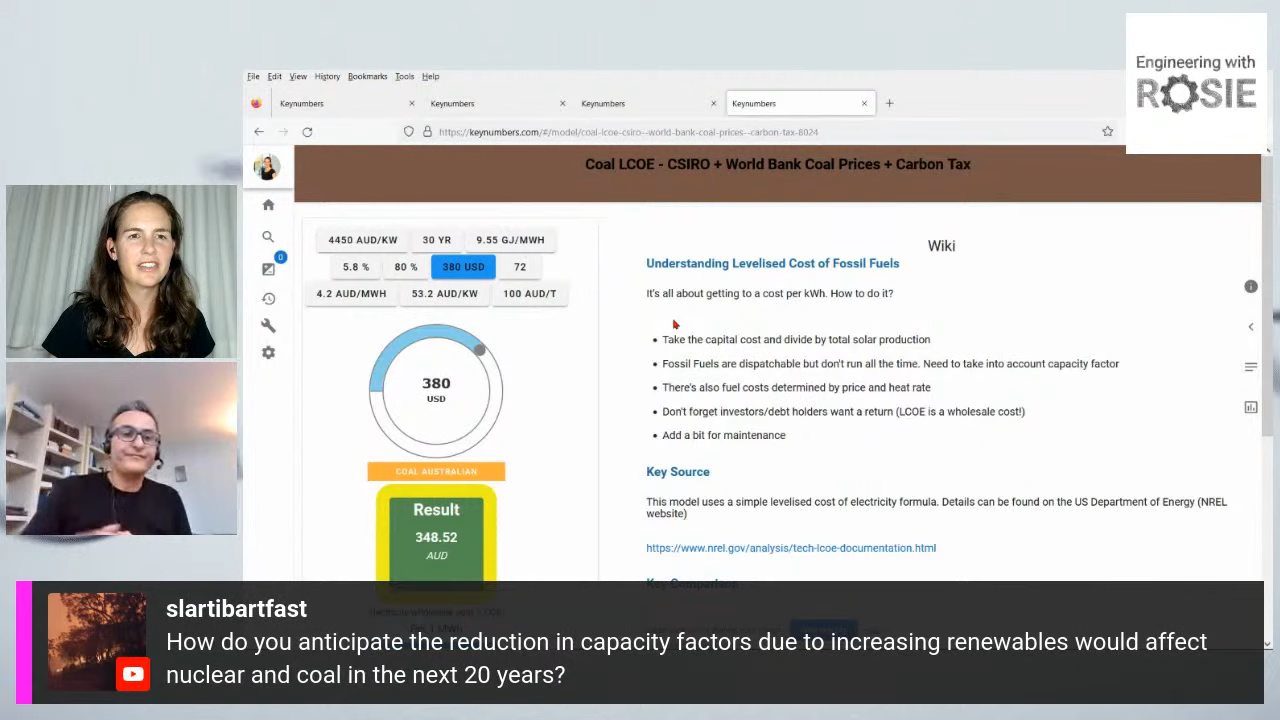 Engineering with
ROSIE
File Edit View History Bookmarks Tools Help
Keynumbers
Keynumbers
Keynumbers
Keynumbers
https://keynumbers.com/#/model/coal-lcoe-csiro--world-bank-coal-prices--carbon-tax-8024
Coal LCOE - CSIRO + World Bank Coal Prices + Carbon Tax
4450 AUD/KW 30 YR 9.55 GJ/MWH
5.8 % 80 % 380 USD 72
4.2 AUD/MWH 53.2 AUD/KW 100 AUD/T
0
380
USD
COAL AUSTRALIAN
Result
348.52
AUD
Wiki
Understanding Levelised Cost of Fossil Fuels
It's all about getting to a cost per kWh. How to do it?
• Take the capital cost and divide by total solar production
• Fossil Fuels are dispatchable but don't run all the time. Need to take into account capacity factor
• There's also fuel costs determined by price and heat rate
• Don't forget investors/debt holders want a return (LCOE is a wholesale cost!)
• Add a bit for maintenance
Key Source
This model uses a simple levelised cost of electricity formula. Details can be found on the US Department of Energy (NREL
website)
https://www.nrel.gov/analysis/tech-lcoe-documentation.html
slartibartfast
How do you anticipate the reduction in capacity factors due to increasing renewables would affect
nuclear and coal in the next 20 years?